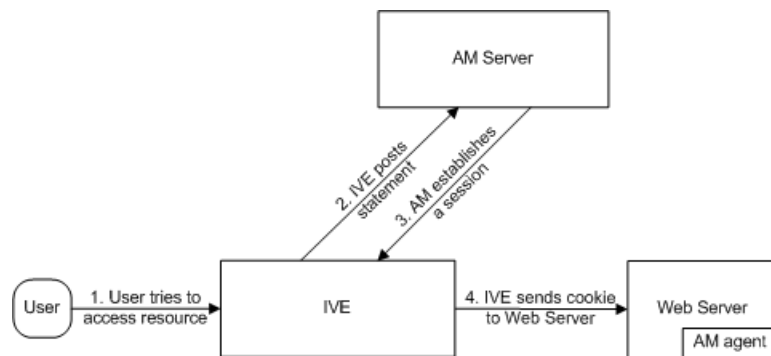 AM Server
2. IVE posts
statement
3. AM establishes
a session
User
1. User tries to
access resource
IVE
4. IVE sends cookie
to Web Server
Web Server
AM agent